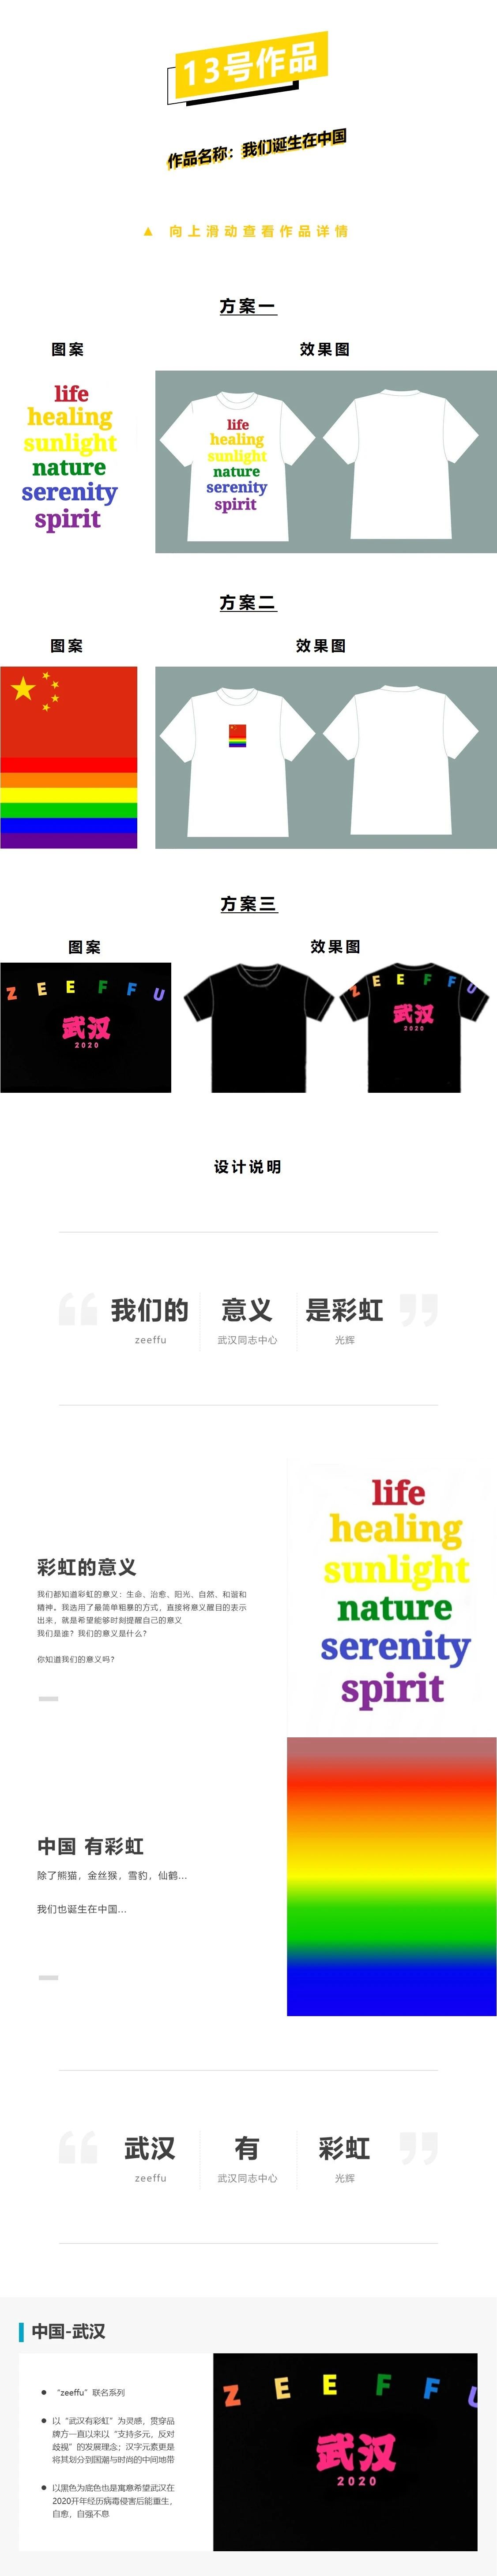 13号作品
作品名称：我们诞生在中国
▲ 向上滑动查看作品详情
方案一
图案
效果图
life
healing
sunlight
nature
serenity
spirit
life
healing
sunlight
nature
serenity
spirit
方案二
图案
效果图
方案三
图案
效果图
ZEEFFU
武汉
2020
ZEEFFU
武汉
2020
设计说明
我们的 意义 是彩虹
zeeffu 武汉同志中心 光辉
彩虹的意义
我们都知道彩虹的意义：生命、治愈、阳光、自然、和谐和
精神。我选用了最简单粗暴的方式，直接将意义醒目的表示
出来，就是希望能够时刻提醒自己的意义
我们是谁？我们的意义是什么？
你知道我们的意义吗？
life
healing
sunlight
nature
serenity
spirit
中国 有彩虹
除了熊猫，金丝猴，雪豹，仙鹤...
我们也诞生在中国...
武汉 有 彩虹
zeeffu 武汉同志中心 光辉
中国-武汉
● “zeeffu”联名系列
● 以“武汉有彩虹”为灵感，贯穿品
牌方一直以来以“支持多元，反对
歧视”的发展理念；汉字元素更是
将其划分到国潮与时尚的中间地带
● 以黑色为底色也是寓意希望武汉在
2020开年经历病毒侵害后能重生，
自愈，自强不息
ZEEFFU
武汉
2020